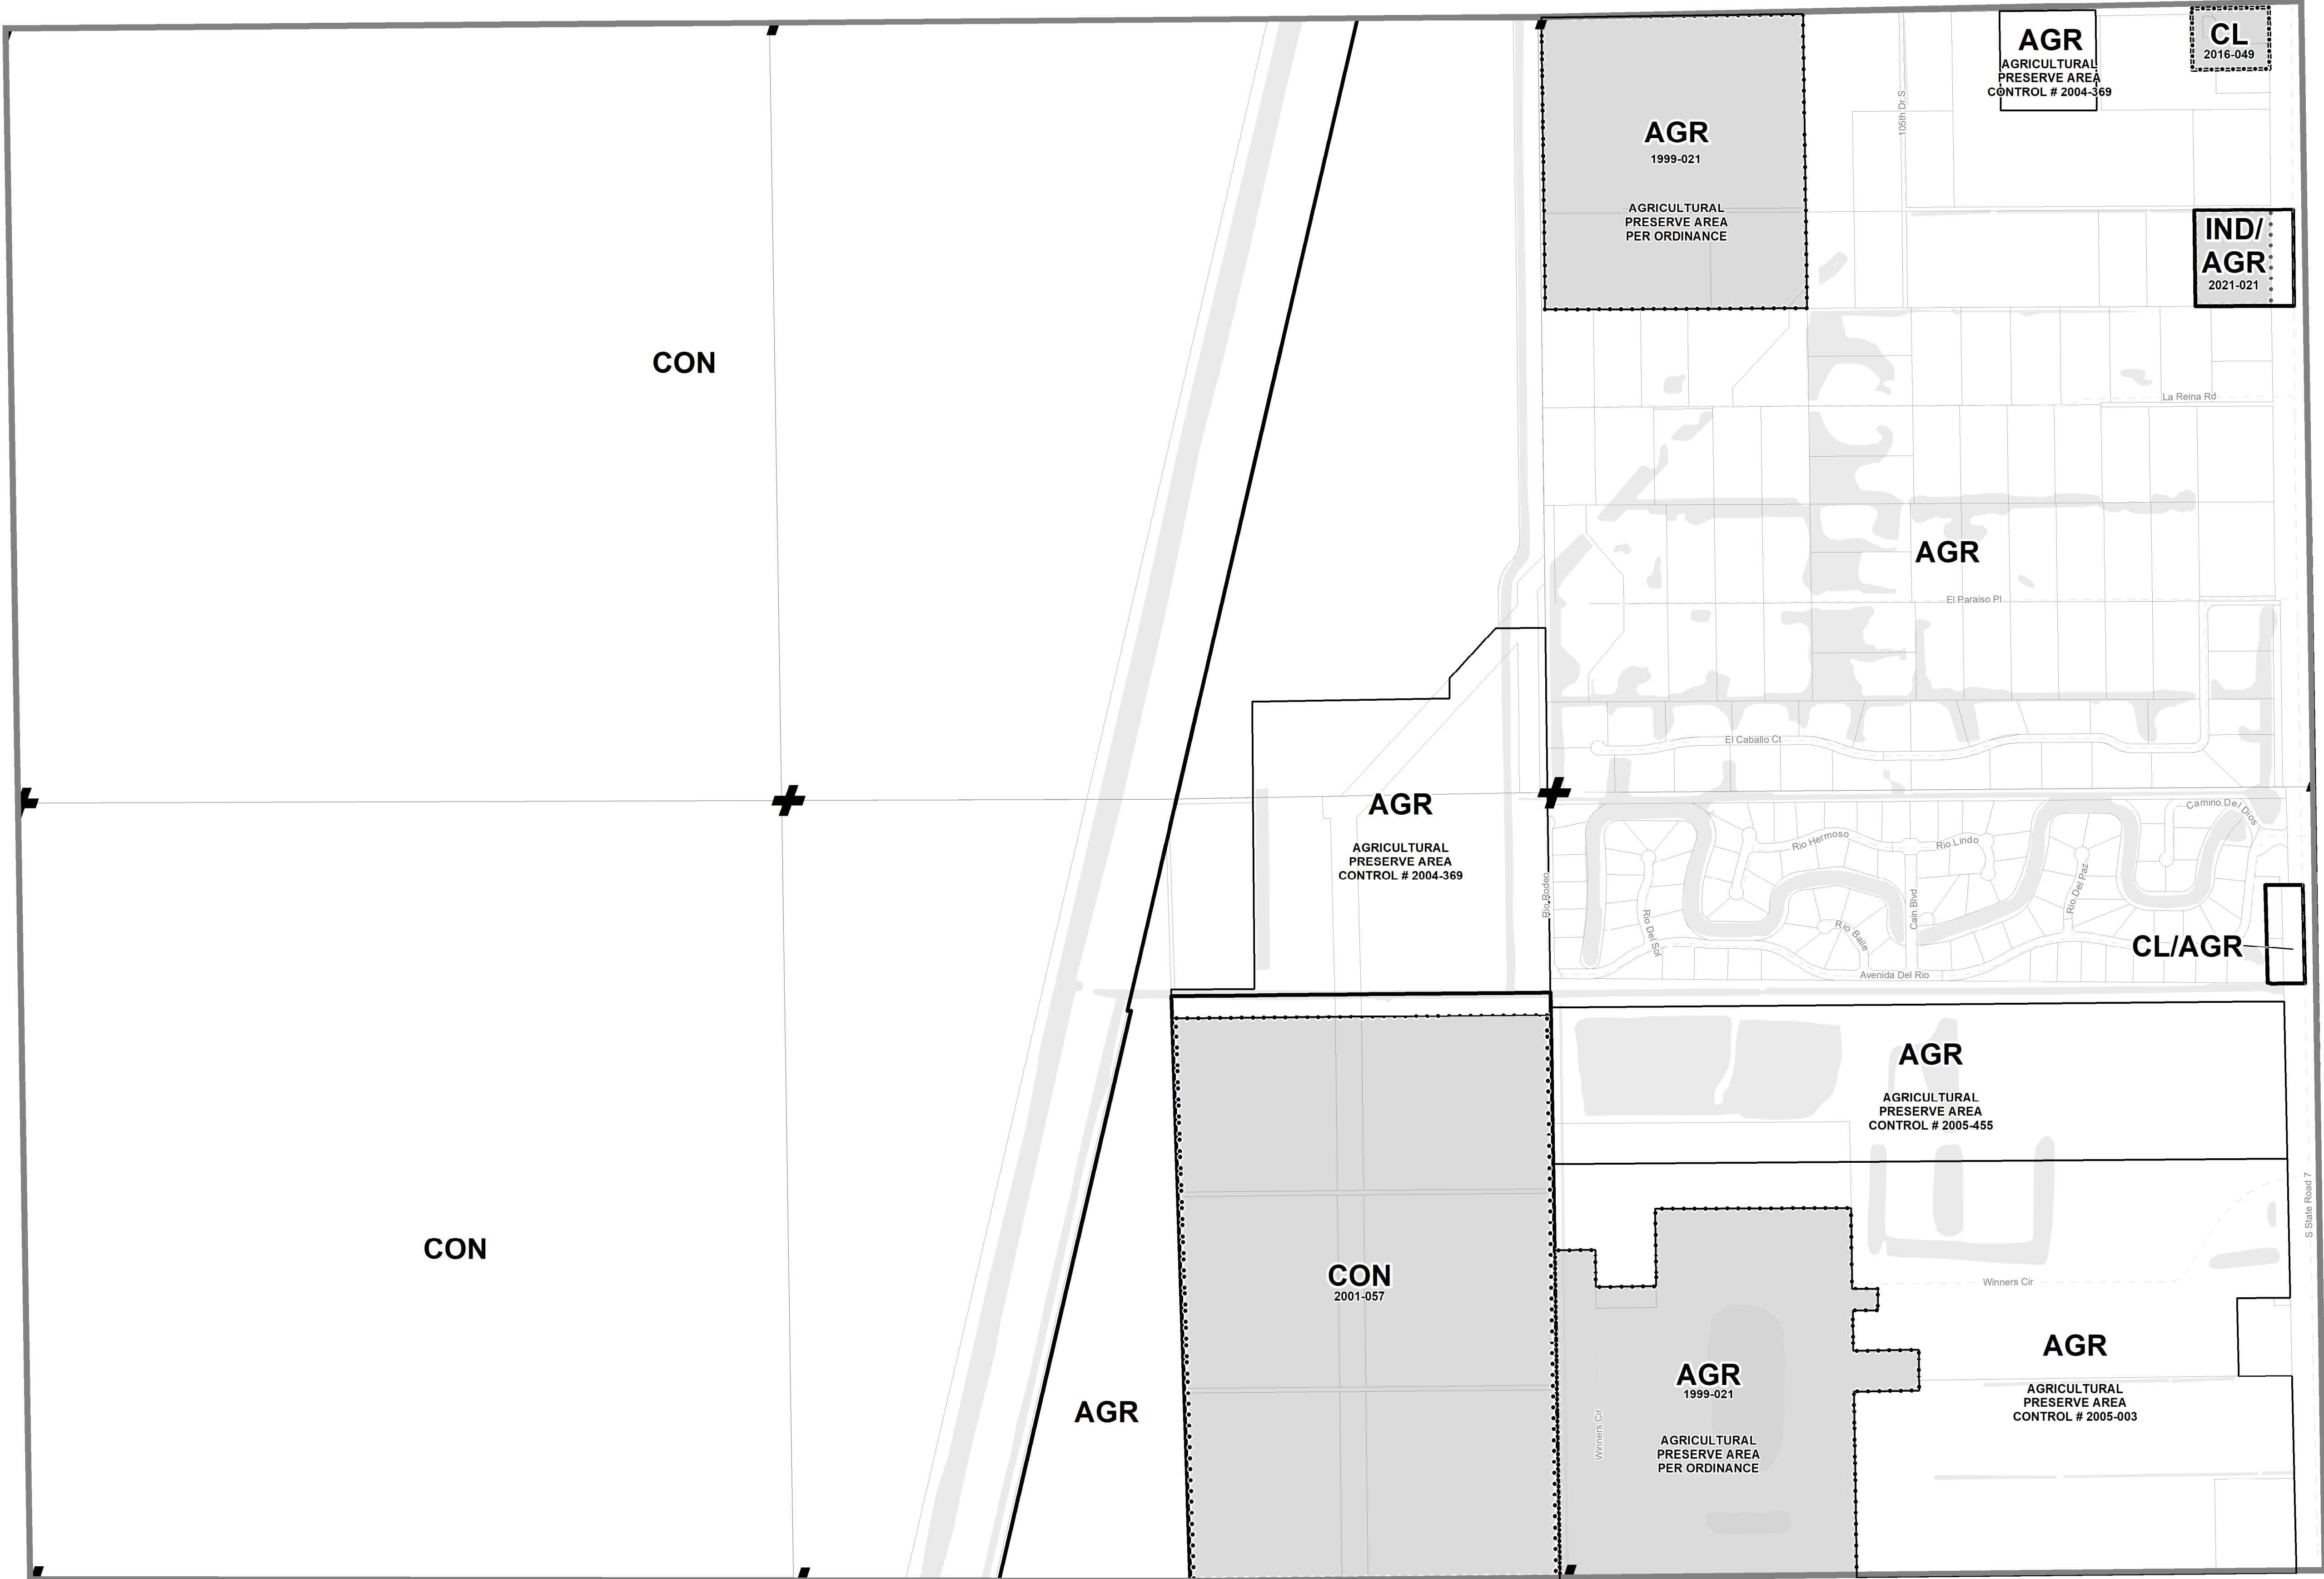 AGR
AGRICULTURAL
PRESERVE AREA
CONTROL # 2004-369
CL
2016-049
105th Dr S
AGR
1999-021
AGRICULTURAL
PRESERVE AREA
PER ORDINANCE
IND/
AGR
2021-021
CON
La Reina Rd
AGR
El Paraiso Pl
El Caballo Ct
AGR
AGRICULTURAL
PRESERVE AREA
CONTROL # 2004-369
Camino Del Dios
Rio Hermoso
Rio Lindo
Rio Rodeo
Rio Del Sol
Rio Baile
Cain Blvd
Rio Del Paz
CL/AGR
Avenida Del Rio
AGR
AGRICULTURAL
PRESERVE AREA
CONTROL # 2005-455
S State Road 7
CON
CON
2001-057
Winners Cir
AGR
AGRICULTURAL
PRESERVE AREA
CONTROL # 2005-003
AGR
1999-021
AGRICULTURAL
PRESERVE AREA
PER ORDINANCE
Winners Cir
AGR